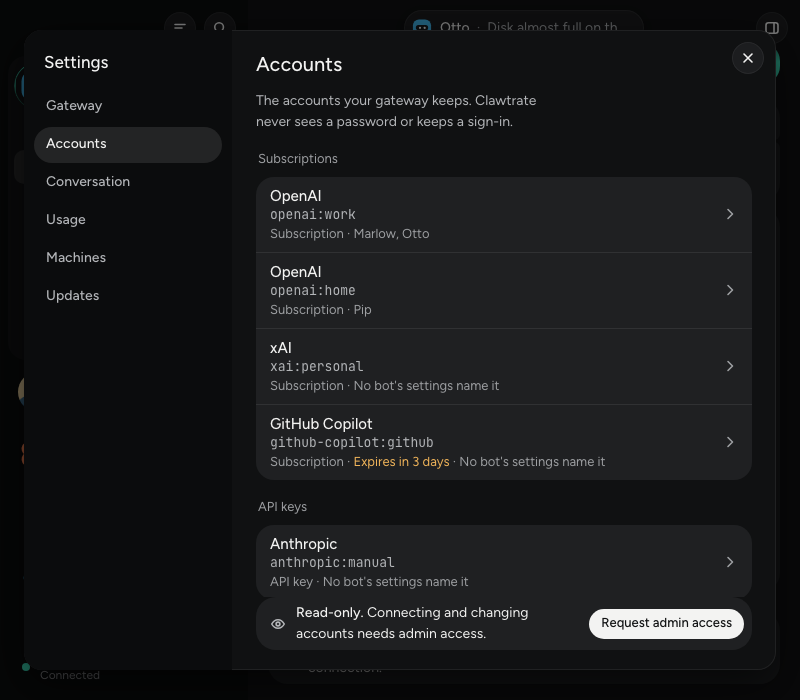 Otto · Disk almost full on th
Settings
Gateway
Accounts
Conversation
Usage
Machines
Updates
Accounts
The accounts your gateway keeps. Clawtrate
never sees a password or keeps a sign-in.
Subscriptions
OpenAI
openai:work
Subscription · Marlow, Otto
OpenAI
openai:home
Subscription · Pip
xAI
xai:personal
Subscription · No bot's settings name it
GitHub Copilot
github-copilot:github
Subscription · Expires in 3 days · No bot's settings name it
API keys
Anthropic
anthropic:manual
API key · No bot's settings name it
Read-only. Connecting and changing
accounts needs admin access.
Request admin access
Connected